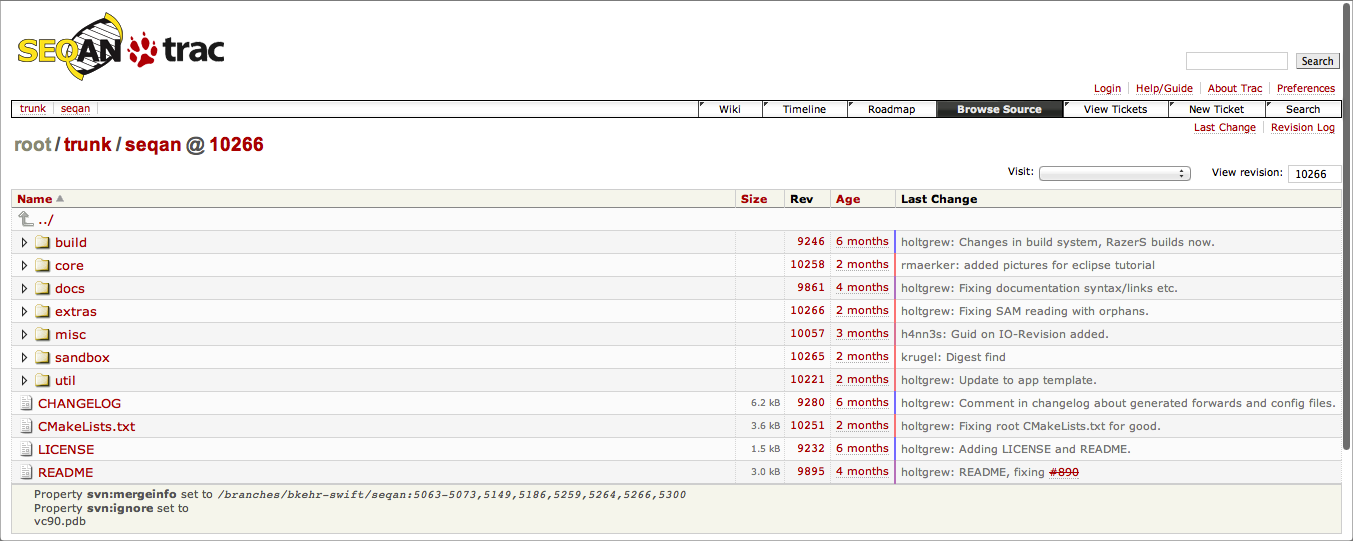 SEQAN trac
Search
Login Help/Guide About Trac Preferences
trunk seqan Wiki Timeline Roadmap Browse Source View Tickets New Ticket Search
Last Change Revision Log
root / trunk / seqan @ 10266
Visit: View revision: 10266
Name Size Rev Age Last Change
../
build 9246 6 months holtgrew: Changes in build system, RazerS builds now.
core 10258 2 months rmaerker: added pictures for eclipse tutorial
docs 9861 4 months holtgrew: Fixing documentation syntax/links etc.
extras 10266 2 months holtgrew: Fixing SAM reading with orphans.
misc 10057 3 months h4nn3s: Guid on IO-Revision added.
sandbox 10265 2 months krugel: Digest find
util 10221 2 months holtgrew: Update to app template.
CHANGELOG 6.2 kB 9280 6 months holtgrew: Comment in changelog about generated forwards and config files.
CMakeLists.txt 3.6 kB 10251 2 months holtgrew: Fixing root CMakeLists.txt for good.
LICENSE 1.5 kB 9232 6 months holtgrew: Adding LICENSE and README.
README 3.0 kB 9895 4 months holtgrew: README, fixing #890
Property svn:mergeinfo set to /branches/bkehr-swift/seqan:5063-5073,5149,5186,5259,5264,5266,5300
Property svn:ignore set to
vc90.pdb